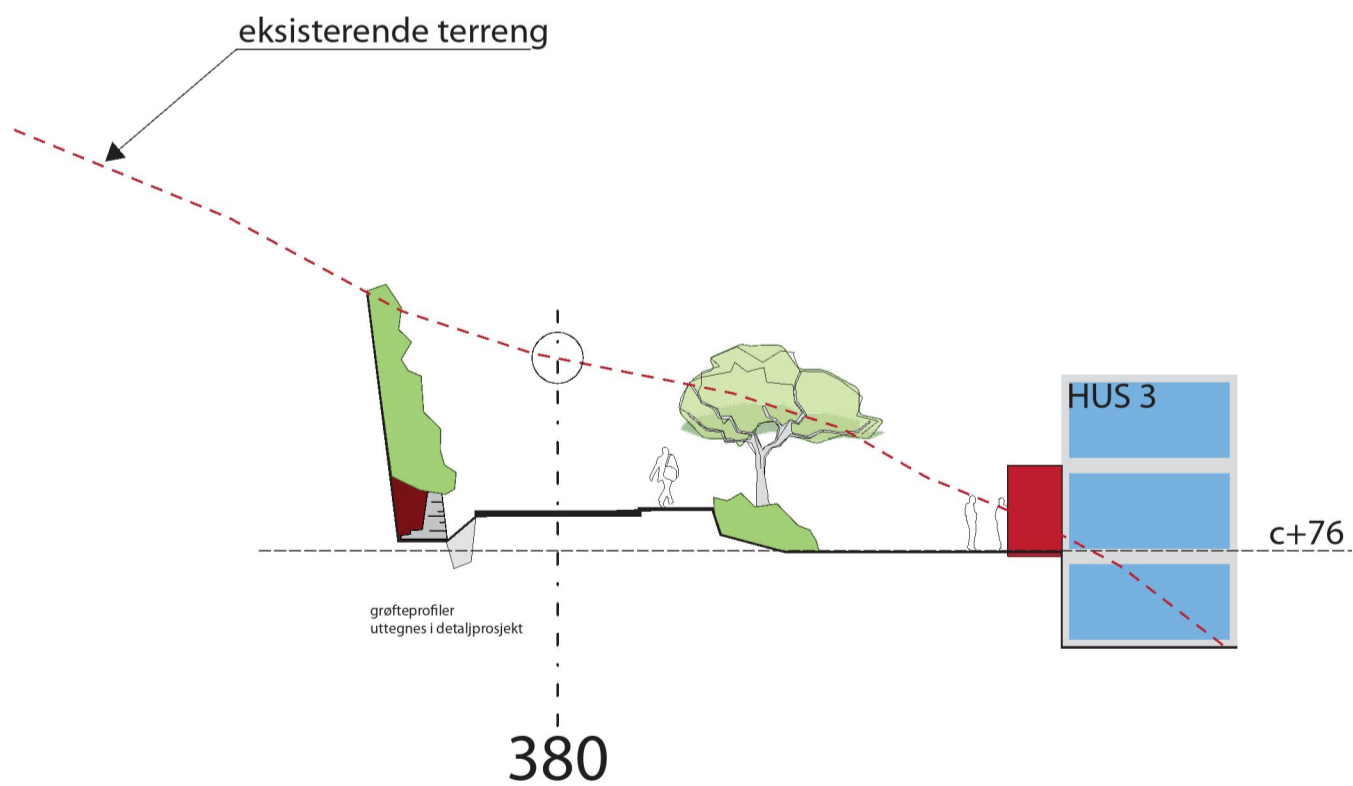 eksisterende terreng
HUS 3
c+76
grøfteprofiler
uttegnes i detaljprosjekt
380